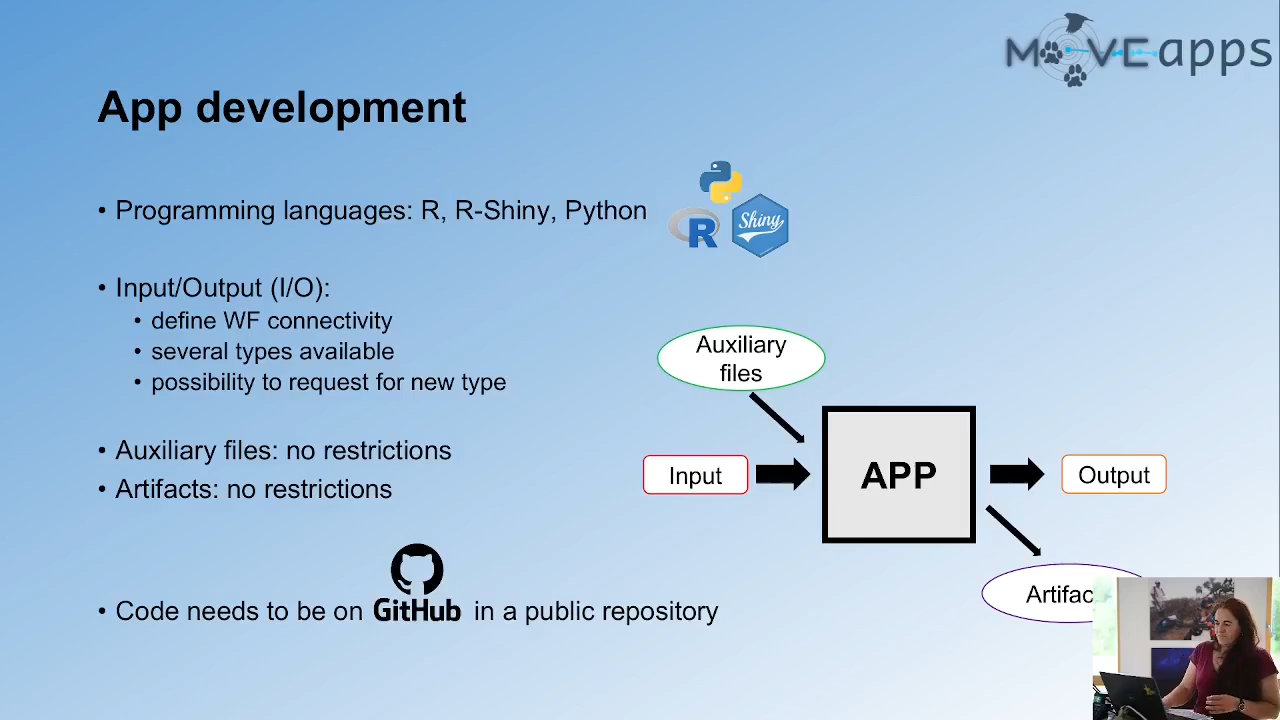 MOVE apps
App development
• Programming languages: R, R-Shiny, Python
R
Shiny
• Input/Output (I/O):
• define WF connectivity
• several types available
• possibility to request for new type
Auxiliary
files
• Auxiliary files: no restrictions
Input
APP
Output
• Artifacts: no restrictions
Artifac
• Code needs to be on GitHub in a public repository